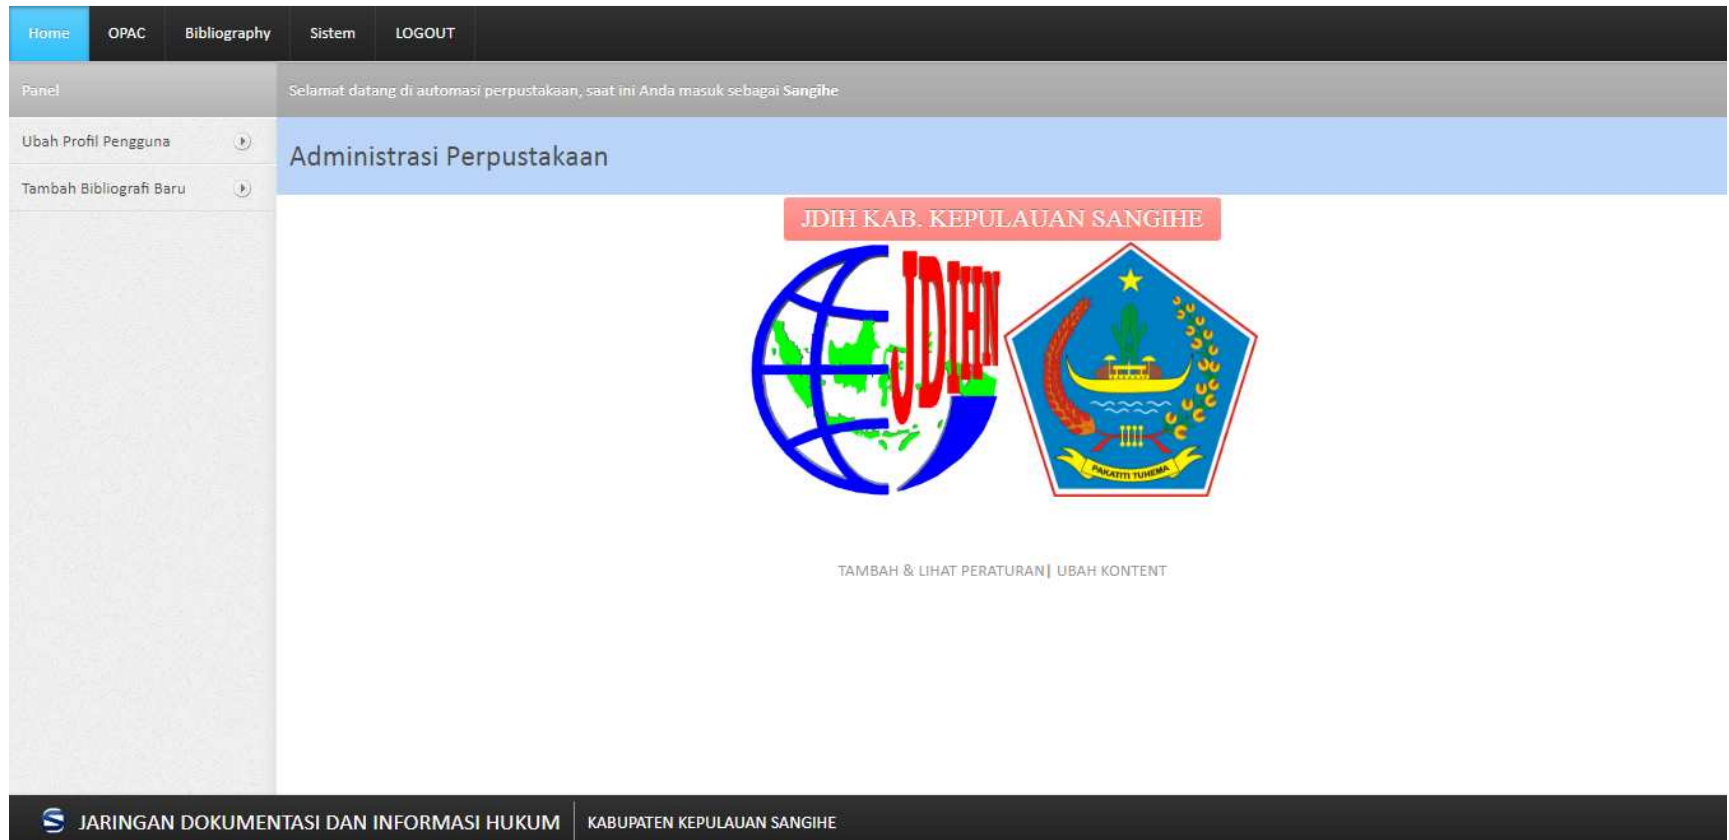 Home OPAC Bibliography Sistem LOGOUT
Panel
Selamat datang di automasi perpustakaan, saat ini Anda masuk sebagai Sangihe
Ubah Profil Pengguna
Tambah Bibliografi Baru
Administrasi Perpustakaan
JDIH KAB. KEPULAUAN SANGIHE
JDIHN
PAKATITI TUHEMA
TAMBAH & LIHAT PERATURAN| UBAH KONTENT
JARINGAN DOKUMENTASI DAN INFORMASI HUKUM KABUPATEN KEPULAUAN SANGIHE